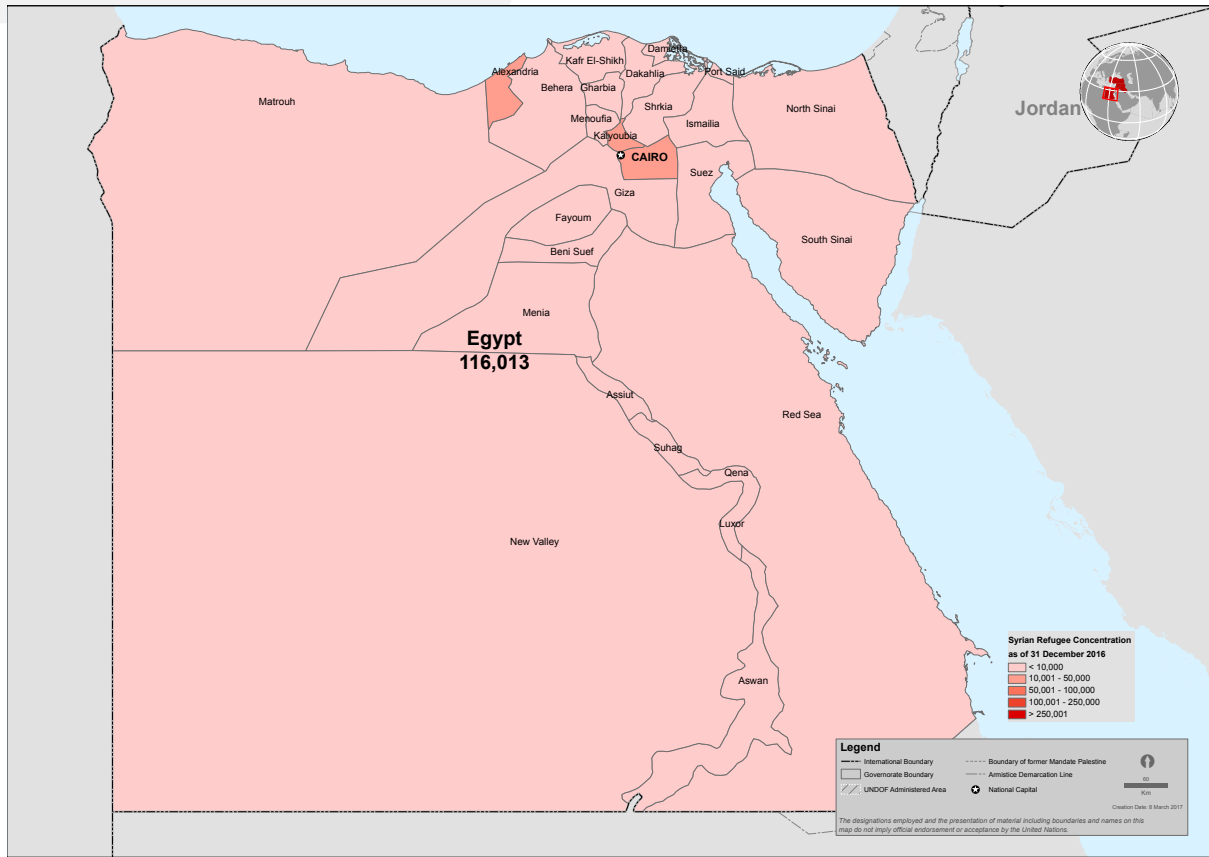 Damietta
Kafr El-Shikh
Alexandria
Dakahlia
Port Said
Behera
Gharbia
Matrouh
Shrkia
North Sinai
Jordan
Menoufia
Ismailia
Kalyoubia
CAIRO
Suez
Giza
Fayoum
South Sinai
Beni Suef
Menia
Egypt
116,013
Assiut
Red Sea
Suhag
Qena
Luxor
New Valley
Aswan
Syrian Refugee Concentration
as of 31 December 2016
< 10,000
10,001 - 50,000
50,001 - 100,000
100,001 - 250,000
> 250,001
Legend
International Boundary
Boundary of former Mandate Palestine
Governorate Boundary
Armistice Demarcation Line
UNDOF Administered Area
National Capital
60
Km
Creation Date: 8 March 2017
The designations employed and the presentation of material including boundaries and names on this
map do not imply official endorsement or acceptance by the United Nations.